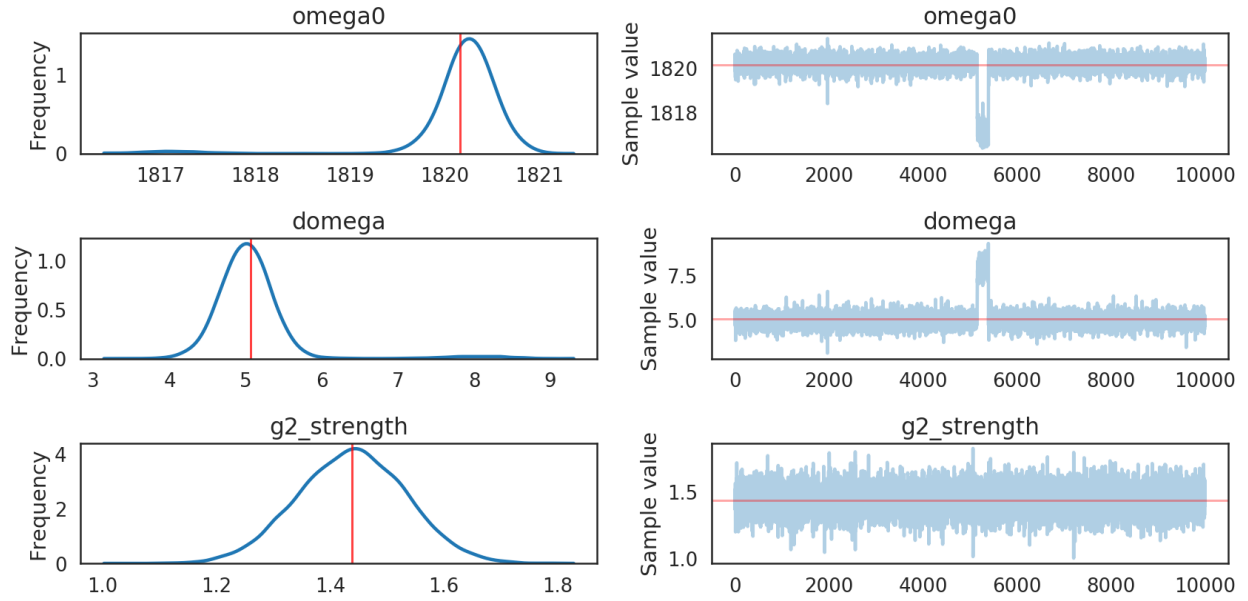 omega0
omega0
Frequency
1
0
1817 1818 1819 1820 1821
Sample value
1820
1818
0 2000 4000 6000 8000 10000
domega
domega
Frequency
1.0
0.5
0.0
3 4 5 6 7 8 9
Sample value
7.5
5.0
0 2000 4000 6000 8000 10000
g2_strength
g2_strength
Frequency
4
2
0
1.0 1.2 1.4 1.6 1.8
Sample value
1.5
1.0
0 2000 4000 6000 8000 10000